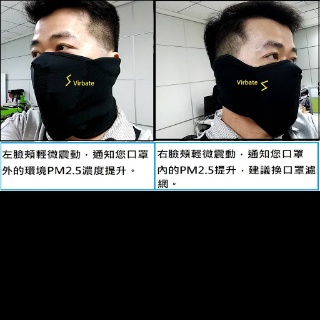 Virbate
Virbate
左臉頰輕微震動，通知您口罩
外的環境PM2.5濃度提升。
右臉頰輕微震動，通知您口罩
內的PM2.5提升，建議換口罩濾
網。